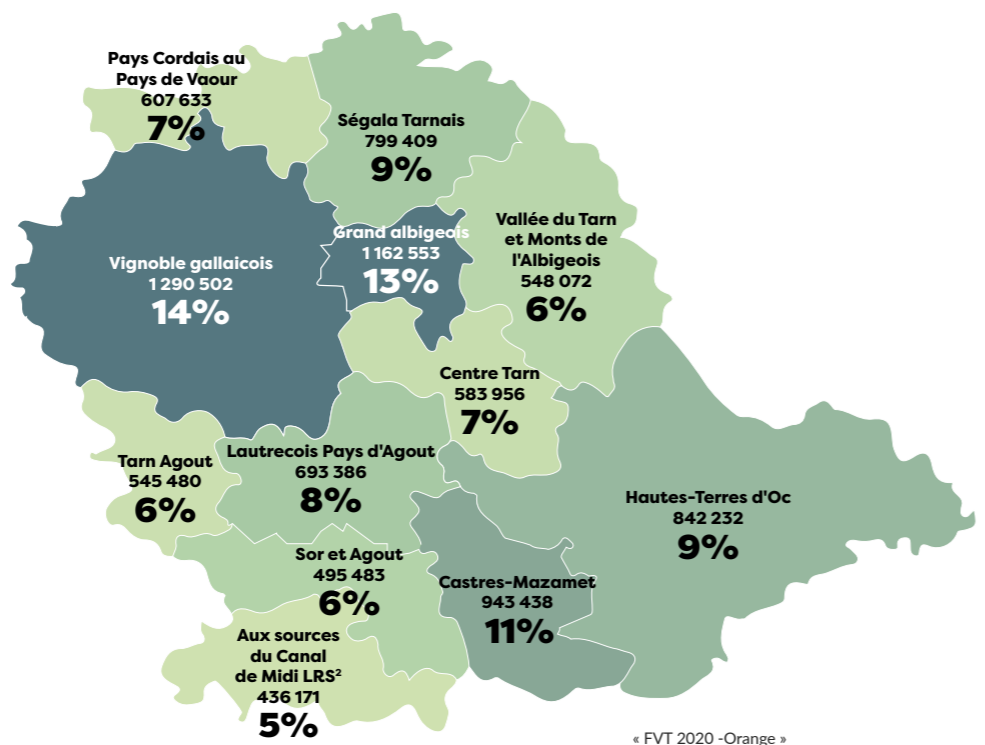 Pays Cordais au
Pays de Vaour
607 633
7%
Ségala Tarnais
799 409
9%
Vallée du Tarn
et Monts de
l'Albigeois
548 072
6%
Grand albigeois
1 162 553
13%
Vignoble gallaicois
1 290 502
14%
Centre Tarn
583 956
7%
Tarn Agout
545 480
6%
Lautrecois Pays d'Agout
693 386
8%
Hautes-Terres d'Oc
842 232
9%
Sor et Agout
495 483
6%
Castres-Mazamet
943 438
11%
Aux sources
du Canal
de Midi LRS²
436 171
5%
« FVT 2020 -Orange »